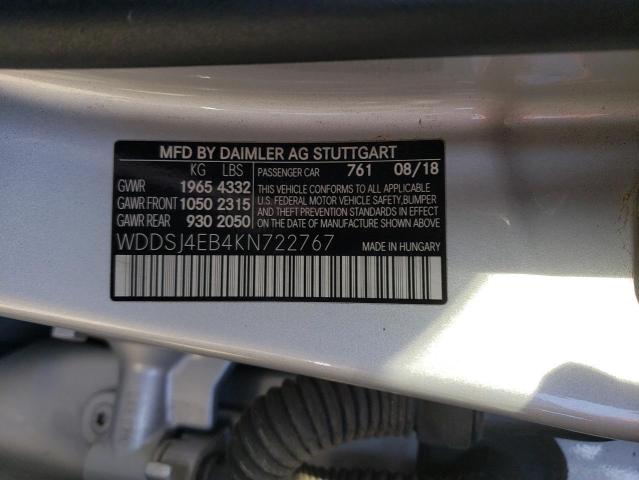 MFD BY DAIMLER AG STUTTGART
KG LBS PASSENGER CAR 761 08/18
GVWR 1965 4332 THIS VEHICLE CONFORMS TO ALL APPLICABLE
GAWR FRONT 1050 2315 U.S. FEDERAL MOTOR VEHICLE SAFETY,BUMPER
AND THEFT PREVENTION STANDARDS IN EFFECT
GAWR REAR 930 2050 ON THE DATE OF MANUFACTURE SHOWN ABOVE.
WDDSJ4EB4KN722767 MADE IN HUNGARY